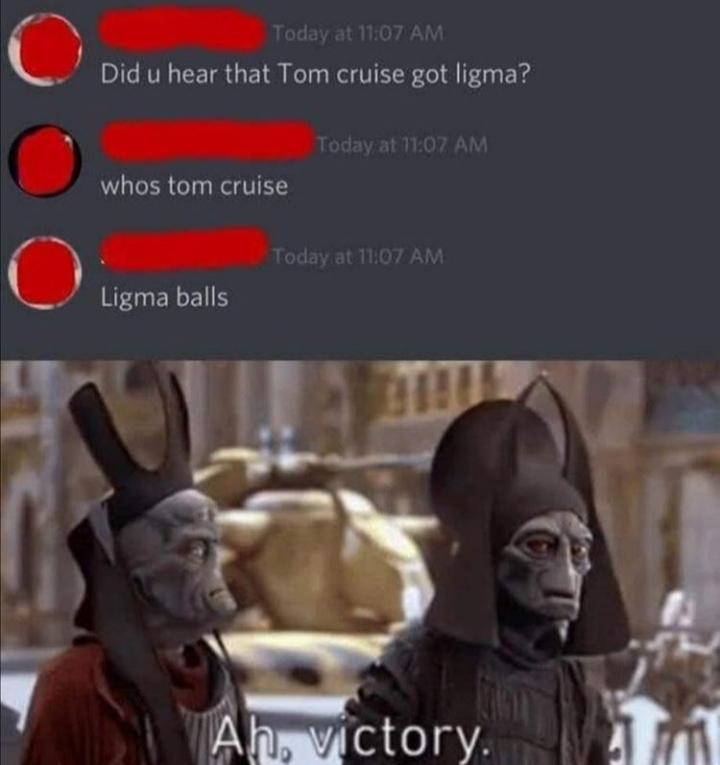 Today at 11:07 AM
Did u hear that Tom cruise got ligma?
Today at 11:07 AM
whos tom cruise
Today at 11:07 AM
Ligma balls
Ah, victory.